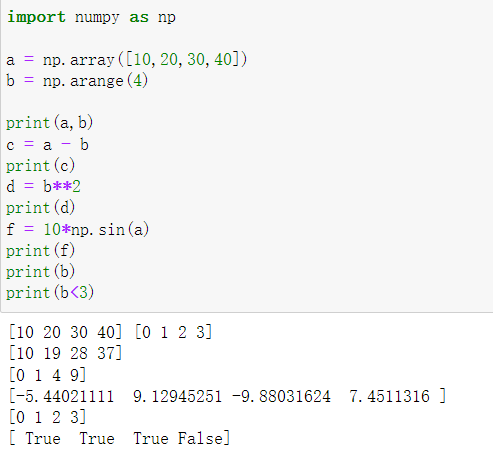 import numpy as np
a = np.array([10,20,30,40])
b = np.arange(4)
print(a,b)
c = a - b
print(c)
d = b**2
print(d)
f = 10*np.sin(a)
print(f)
print(b)
print(b<3)
[10 20 30 40] [0 1 2 3]
[10 19 28 37]
[0 1 4 9]
[-5.44021111  9.12945251 -9.88031624  7.4511316 ]
[0 1 2 3]
[ True  True  True False]